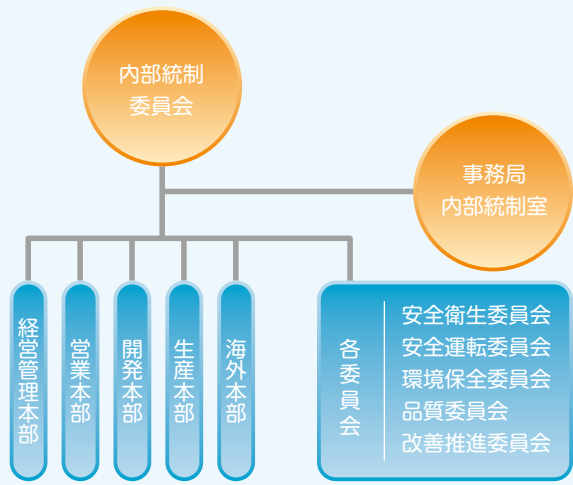 内部統制
委員会
事務局
内部統制室
経営管理本部
営業本部
開発本部
生産本部
海外本部
各委員会
安全衛生委員会
安全運転委員会
環境保全委員会
品質委員会
改善推進委員会